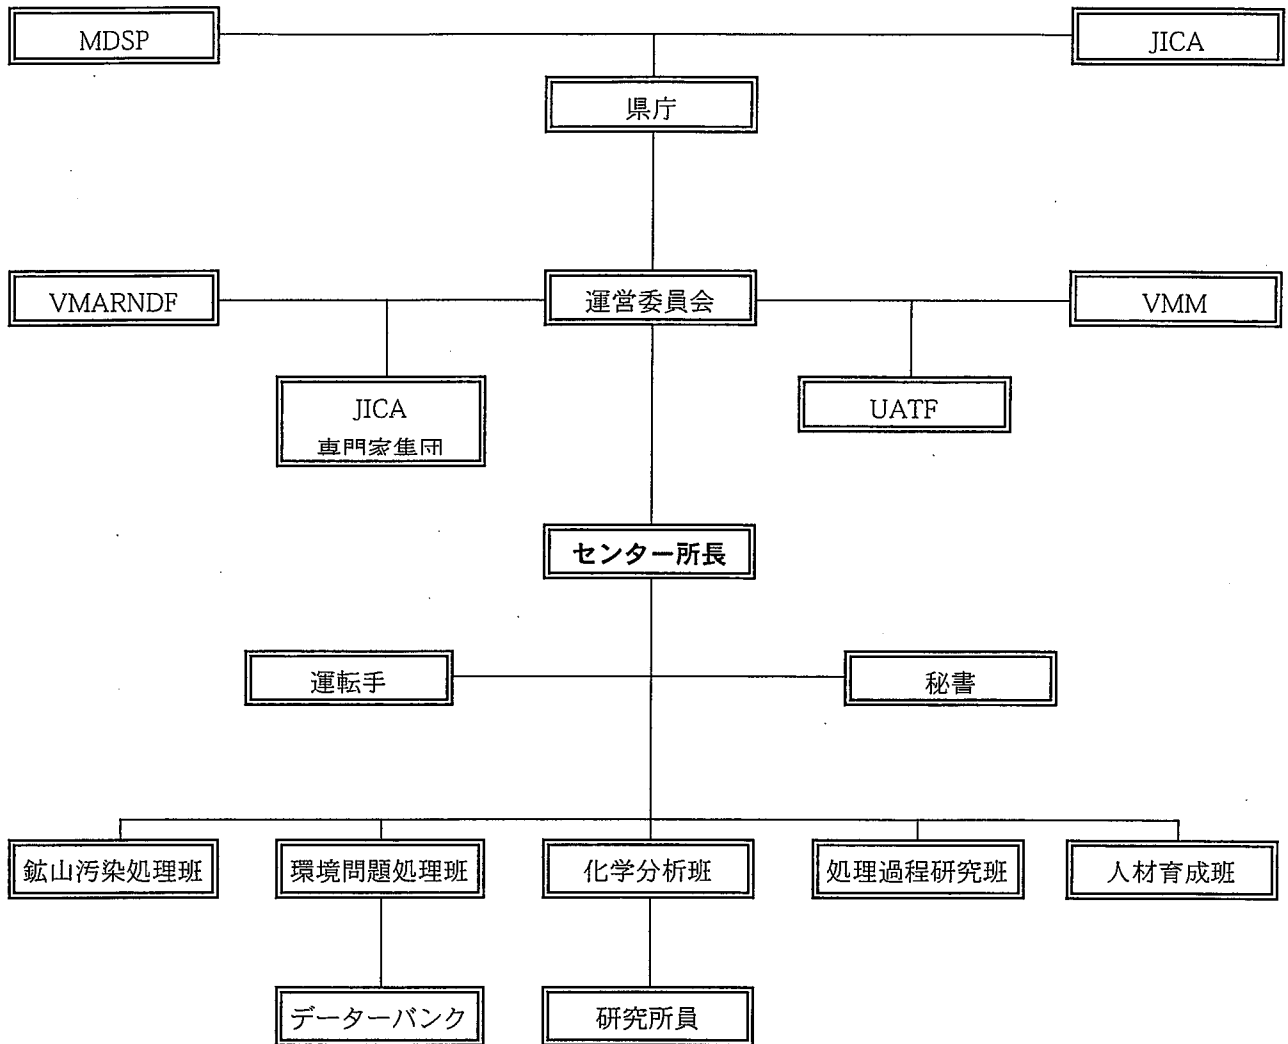 MDSP
JICA
県庁
VMARNDF
運営委員会
VMM
JICA
専門家集団
UATF
センター所長
運転手
秘書
鉱山汚染処理班
環境問題処理班
化学分析班
処理過程研究班
人材育成班
データーバンク
研究所員